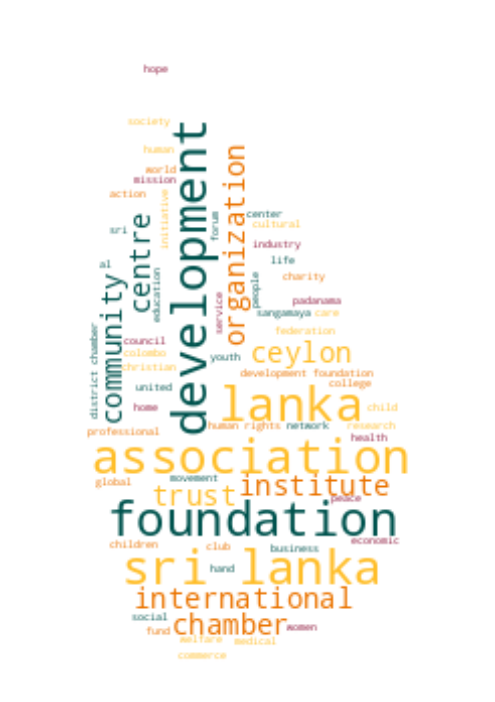 hope
society
development
human
organization
world
mission
action
initiative
centre
forum
center
cultural
sri
industry
life
al
education
people
charity
community
service
padanama
sangamaya care
district chamber
federation
council
colombo
youth
ceylon
christian
development foundation
united
college
lanka
home
child
professional
human rights
network
research
health
association
movement
global
institute
trust
peace
foundation
economic
children
club
business
sri lanka
hand
international
social
chamber
fund
women
welfare
medical
commerce